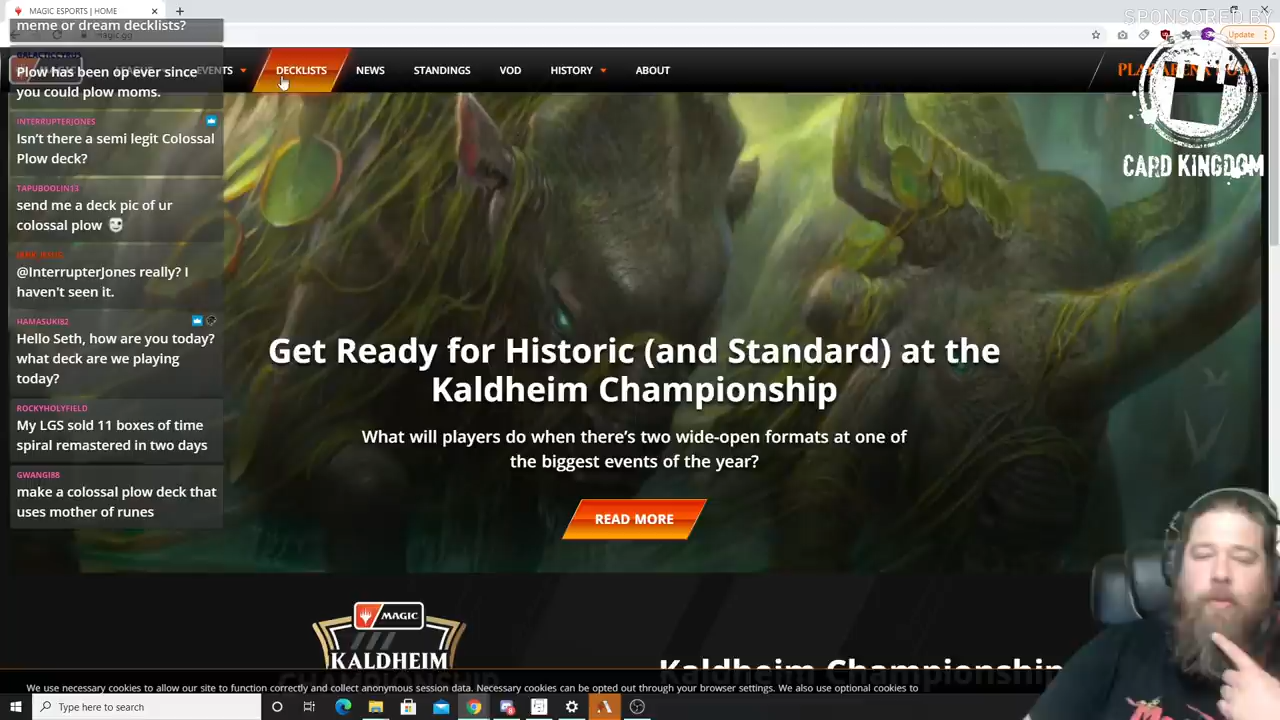 MAGIC ESPORTS | HOME
magic.gg
Update
SPONSORED BY
EVENTS
DECKLISTS
NEWS
STANDINGS
VOD
HISTORY
ABOUT
CARD KINGDOM
meme or dream decklists?
GALACTICCYRUS
Plow has been op ever since
you could plow moms.
INTERRUPTERJONES
Isn't there a semi legit Colossal
Plow deck?
TAPUBOOLIN13
send me a deck pic of ur
colossal plow
@InterrupterJones really? I
haven't seen it.
HAMASUKI82
Hello Seth, how are you today?
what deck are we playing
today?
ROCKYHOLYFIELD
My LGS sold 11 boxes of time
spiral remastered in two days
GWANGI88
make a colossal plow deck that
uses mother of runes
Get Ready for Historic (and Standard) at the
Kaldheim Championship
What will players do when there's two wide-open formats at one of
the biggest events of the year?
READ MORE
MAGIC
KALDHEIM
Kaldheim Championship
We use necessary cookies to allow our site to function correctly and collect anonymous session data. Necessary cookies can be opted out through your browser settings. We also use optional cookies to
Type here to search